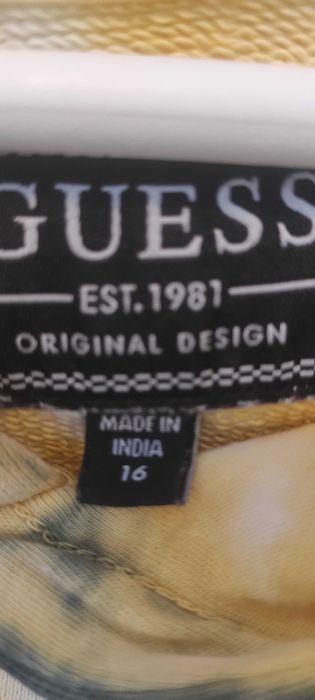 GUESS
EST.1981
ORIGINAL DESIGN
MADE IN
INDIA
16